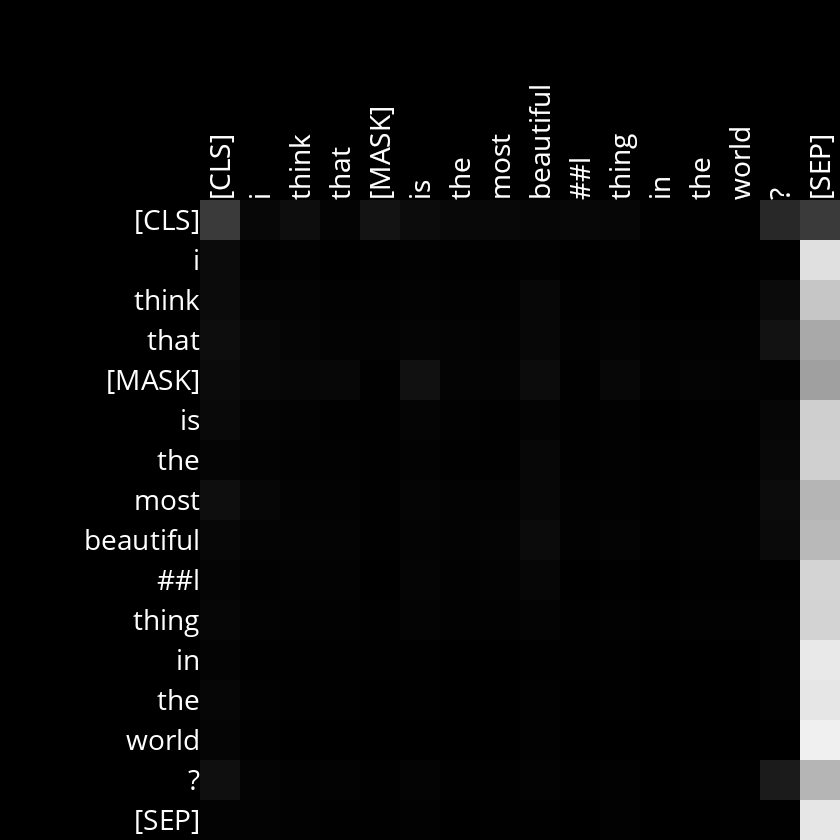 [CLS] i think that [MASK] is the most beautiful ##l thing in the world ? [SEP]
[CLS]
i
think
that
[MASK]
is
the
most
beautiful
##l
thing
in
the
world
?
[SEP]